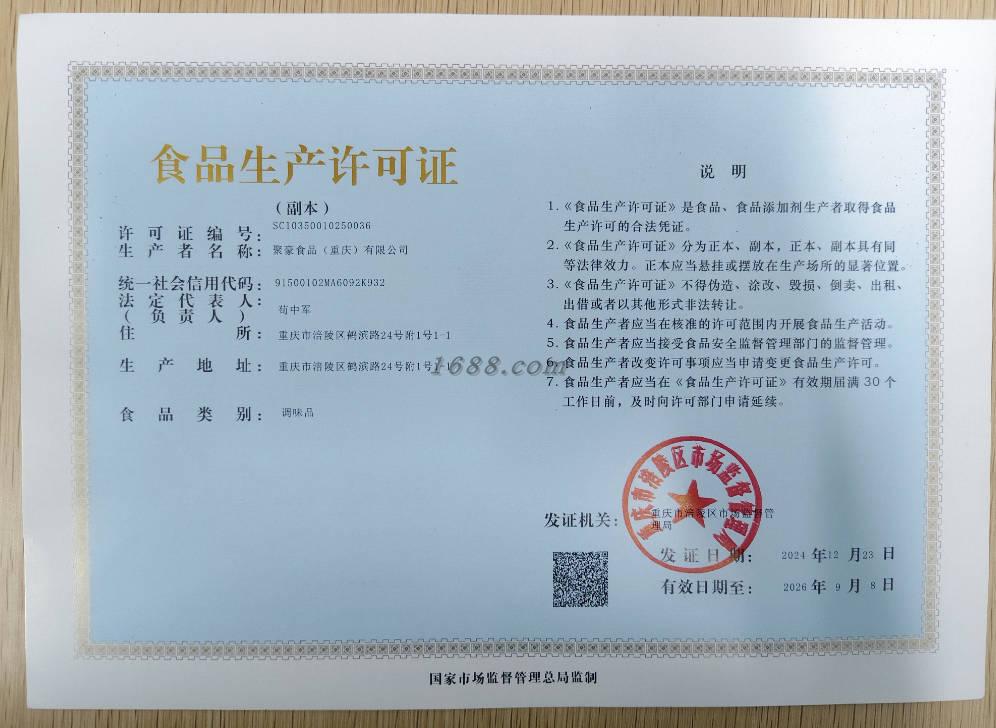 食品生产许可证
（副本）
许可证编号： SC10350010250036
生产者名称： 聚豪食品（重庆）有限公司
统一社会信用代码： 91500102MA6092K932
法定代表人：
（负责人） 荀中军
住所： 重庆市涪陵区鹤滨路24号附1号1-1
生产地址： 重庆市涪陵区鹤滨路24号附1号1-1
食品类别： 调味品
说 明
1.《食品生产许可证》是食品、食品添加剂生产者取得食品
生产许可的合法凭证。
2.《食品生产许可证》分为正本、副本，正本、副本具有同
等法律效力。正本应当悬挂或摆放在生产场所的显著位置。
3.《食品生产许可证》不得伪造、涂改、毁损、倒卖、出租、
出借或者以其他形式非法转让。
4. 食品生产者应当在核准的许可范围内开展食品生产活动。
5. 食品生产者应当接受食品安全监督管理部门的监督管理。
6. 食品生产者改变许可事项应当申请变更食品生产许可。
7. 食品生产者应当在《食品生产许可证》有效期届满 30 个
工作日前，及时向许可部门申请延续。
1688.com
重庆市涪陵区市场监督管理局
发证机关： 重庆市涪陵区市场监督管
理局
发证日期： 2024 年 12 月 23 日
有效日期至： 2026 年 9 月 8 日
国家市场监督管理总局监制